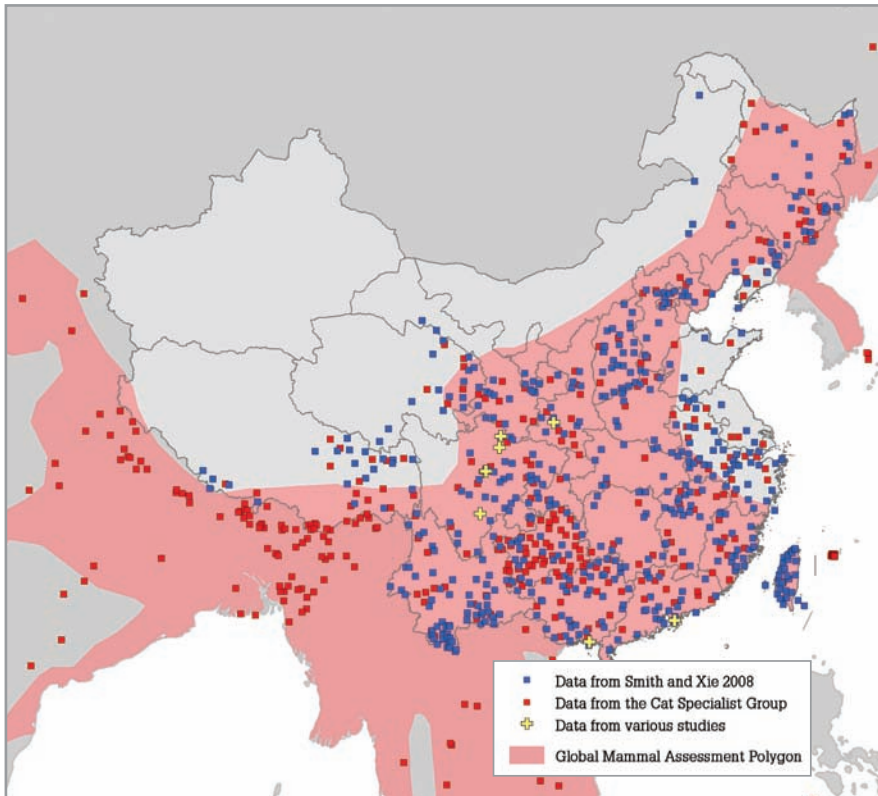 Data from Smith and Xie 2008
Data from the Cat Specialist Group
Data from various studies
Global Mammal Assessment Polygon